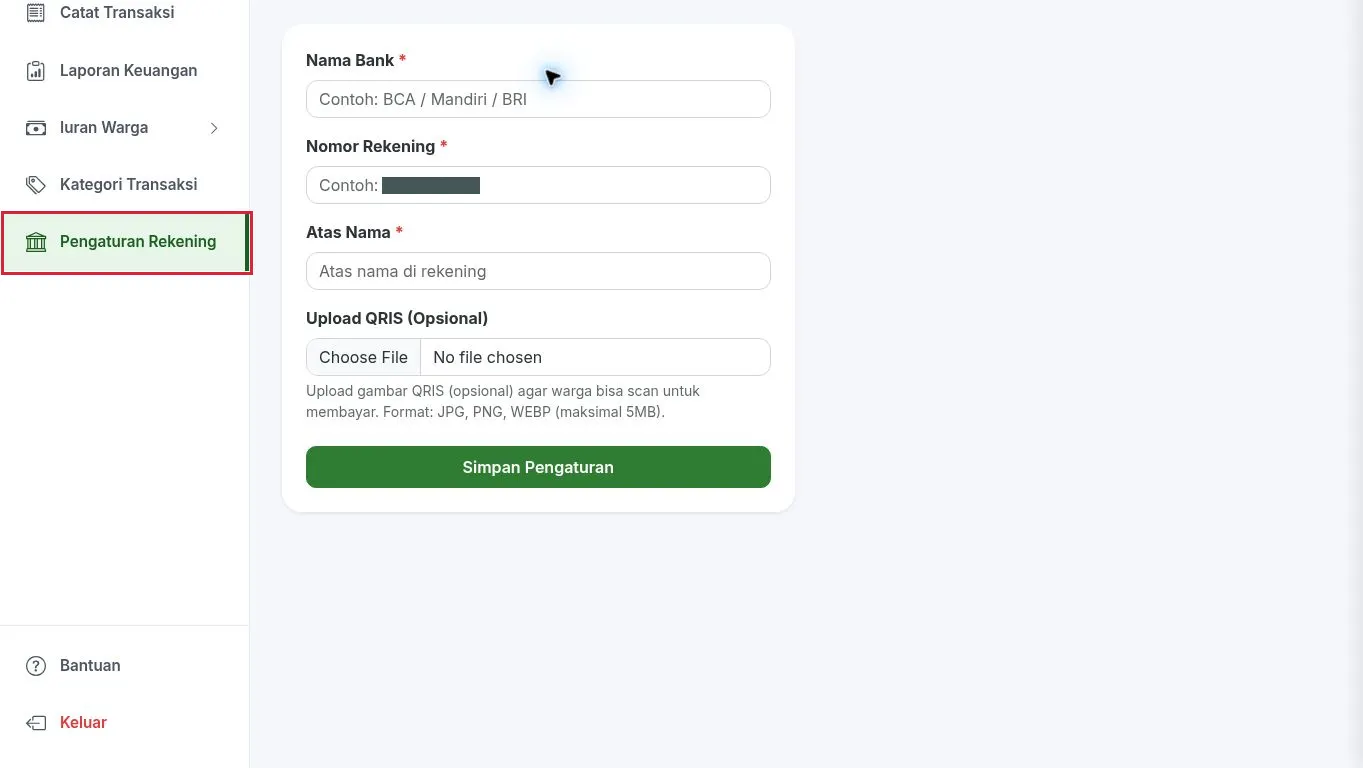 Catat Transaksi
Laporan Keuangan
Iuran Warga
Kategori Transaksi
Pengaturan Rekening
Bantuan
Keluar
Nama Bank *
Contoh: BCA / Mandiri / BRI
Nomor Rekening *
Contoh:
Atas Nama *
Atas nama di rekening
Upload QRIS (Opsional)
Choose File No file chosen
Upload gambar QRIS (opsional) agar warga bisa scan untuk
membayar. Format: JPG, PNG, WEBP (maksimal 5MB).
Simpan Pengaturan